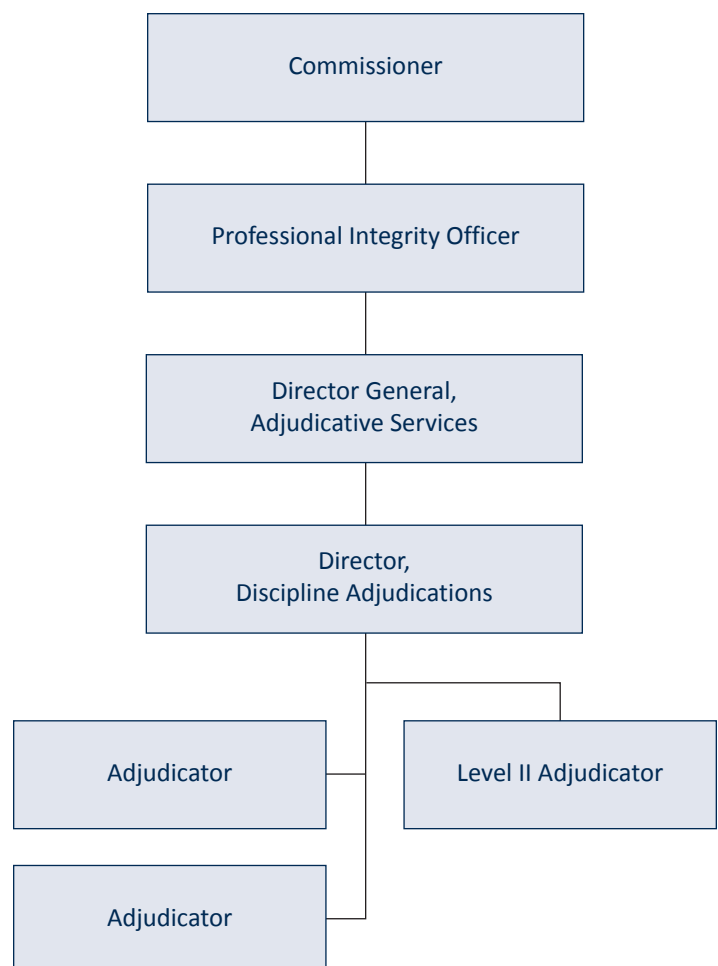 Commissioner
Professional Integrity Officer
Director General,
Adjudicative Services
Director,
Discipline Adjudications
Adjudicator
Level II Adjudicator
Adjudicator